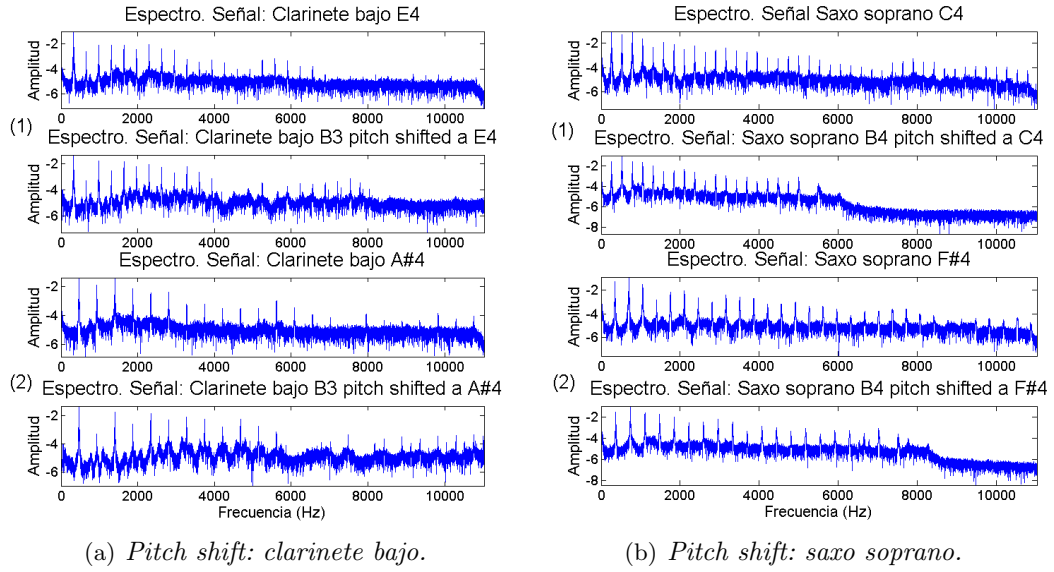 (a)
Espectro. Señal: Clarinete bajo E4
Amplitud
-2
-4
-6
0 2000 4000 6000 8000 10000
(1)
Espectro. Señal: Clarinete bajo B3 pitch shifted a E4
Amplitud
-2
-4
-6
0 2000 4000 6000 8000 10000
Espectro. Señal: Clarinete bajo A#4
Amplitud
-2
-4
-6
0 2000 4000 6000 8000 10000
(2)
Espectro. Señal: Clarinete bajo B3 pitch shifted a A#4
Amplitud
-2
-4
-6
0 2000 4000 6000 8000 10000
Frecuencia (Hz)
(a) Pitch shift: clarinete bajo.
(b)
Espectro. Señal Saxo soprano C4
Amplitud
-2
-4
-6
0 2000 4000 6000 8000 10000
(1)
Espectro. Señal: Saxo soprano B4 pitch shifted a C4
Amplitud
-2
-4
-6
-8
0 2000 4000 6000 8000 10000
Espectro. Señal: Saxo soprano F#4
Amplitud
-2
-4
-6
0 2000 4000 6000 8000 10000
(2)
Espectro. Señal: Saxo soprano B4 pitch shifted a F#4
Amplitud
-2
-4
-6
-8
0 2000 4000 6000 8000 10000
Frecuencia (Hz)
(b) Pitch shift: saxo soprano.